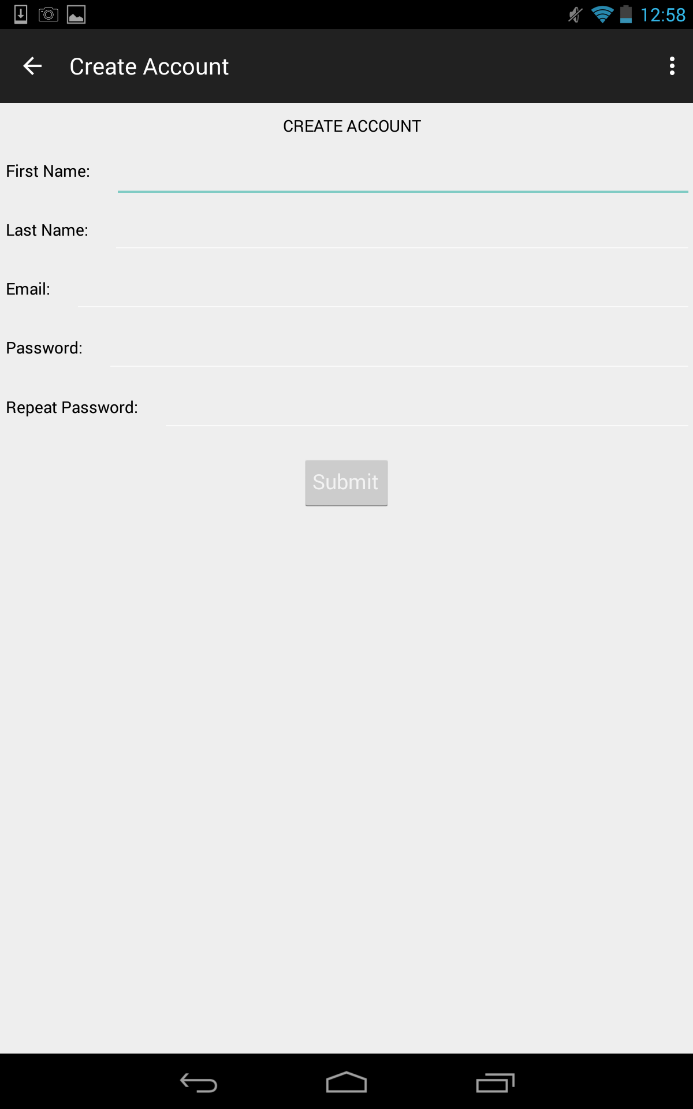 12:58
Create Account
CREATE ACCOUNT
First Name:
Last Name:
Email:
Password:
Repeat Password:
Submit